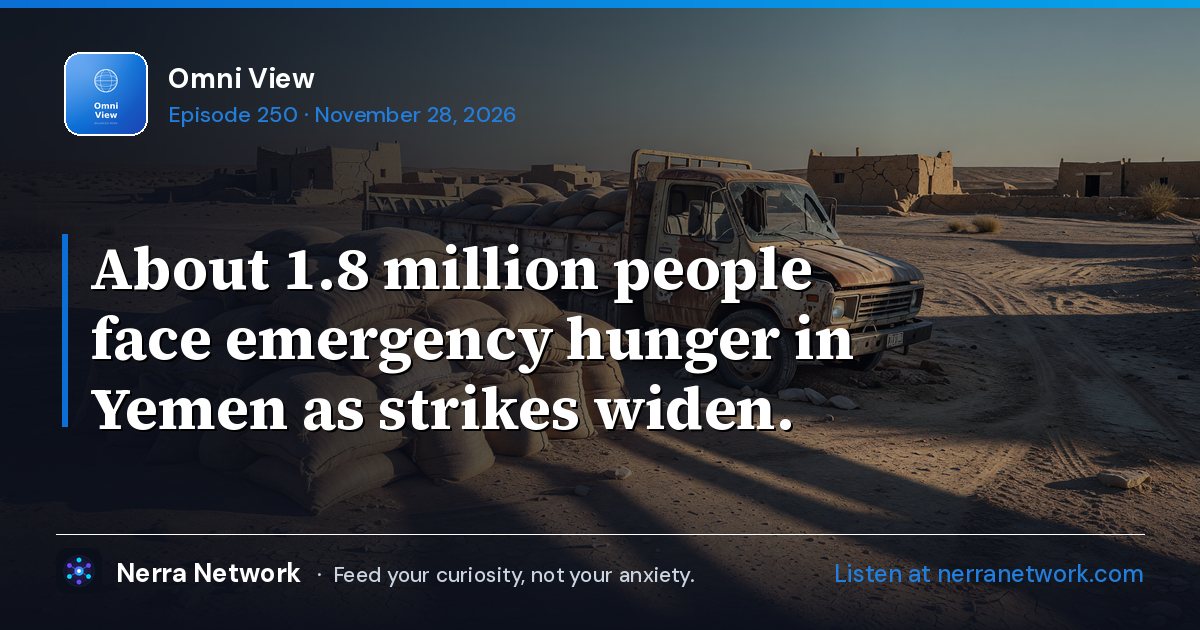 Omni View
Omni
View
Episode 250 · November 28, 2026
About 1.8 million people
face emergency hunger in
Yemen as strikes widen.
Nerra Network · Feed your curiosity, not your anxiety.
Listen at nerranetwork.com